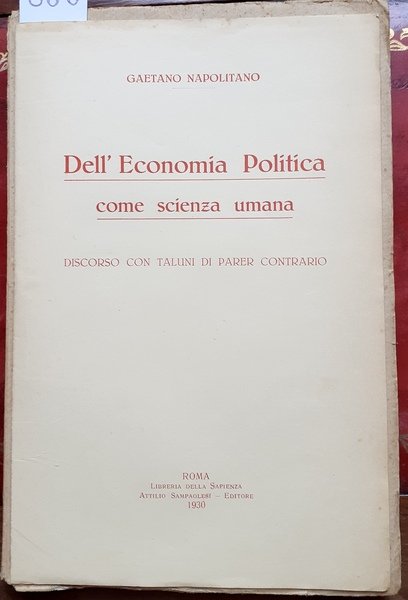 GAETANO NAPOLITANO
Dell' Economia Politica
come scienza umana
DISCORSO CON TALUNI DI PARER CONTRARIO
ROMA
LIBRERIA DELLA SAPIENZA
ATTILIO SAMPAOLESI — EDITORE
1930